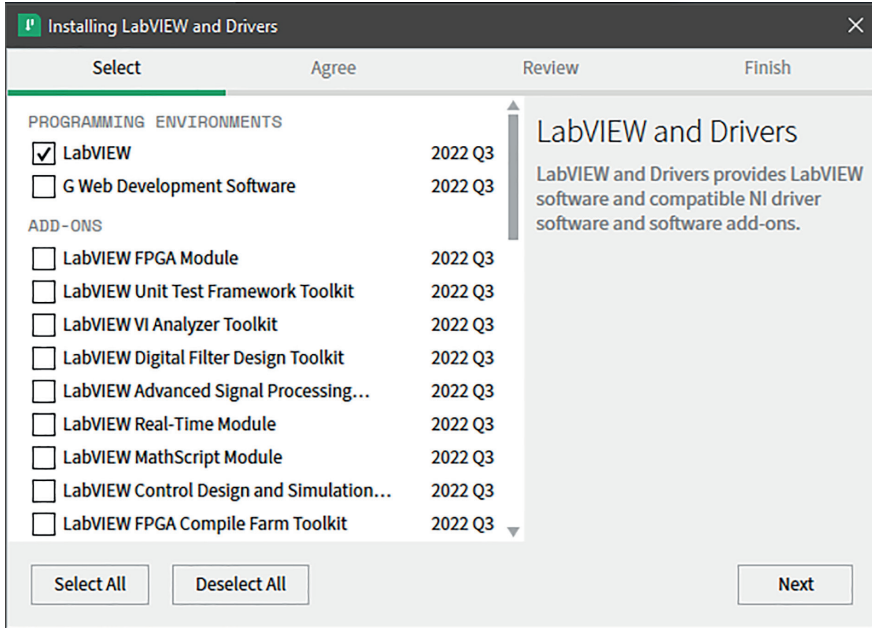 Installing LabVIEW and Drivers
Select Agree Review Finish
PROGRAMMING ENVIRONMENTS
LabVIEW 2022 Q3
G Web Development Software 2022 Q3
ADD-ONS
LabVIEW FPGA Module 2022 Q3
LabVIEW Unit Test Framework Toolkit 2022 Q3
LabVIEW VI Analyzer Toolkit 2022 Q3
LabVIEW Digital Filter Design Toolkit 2022 Q3
LabVIEW Advanced Signal Processing... 2022 Q3
LabVIEW Real-Time Module 2022 Q3
LabVIEW MathScript Module 2022 Q3
LabVIEW Control Design and Simulation... 2022 Q3
LabVIEW FPGA Compile Farm Toolkit 2022 Q3
LabVIEW and Drivers
LabVIEW and Drivers provides LabVIEW
software and compatible NI driver
software and software add-ons.
Select All Deselect All Next